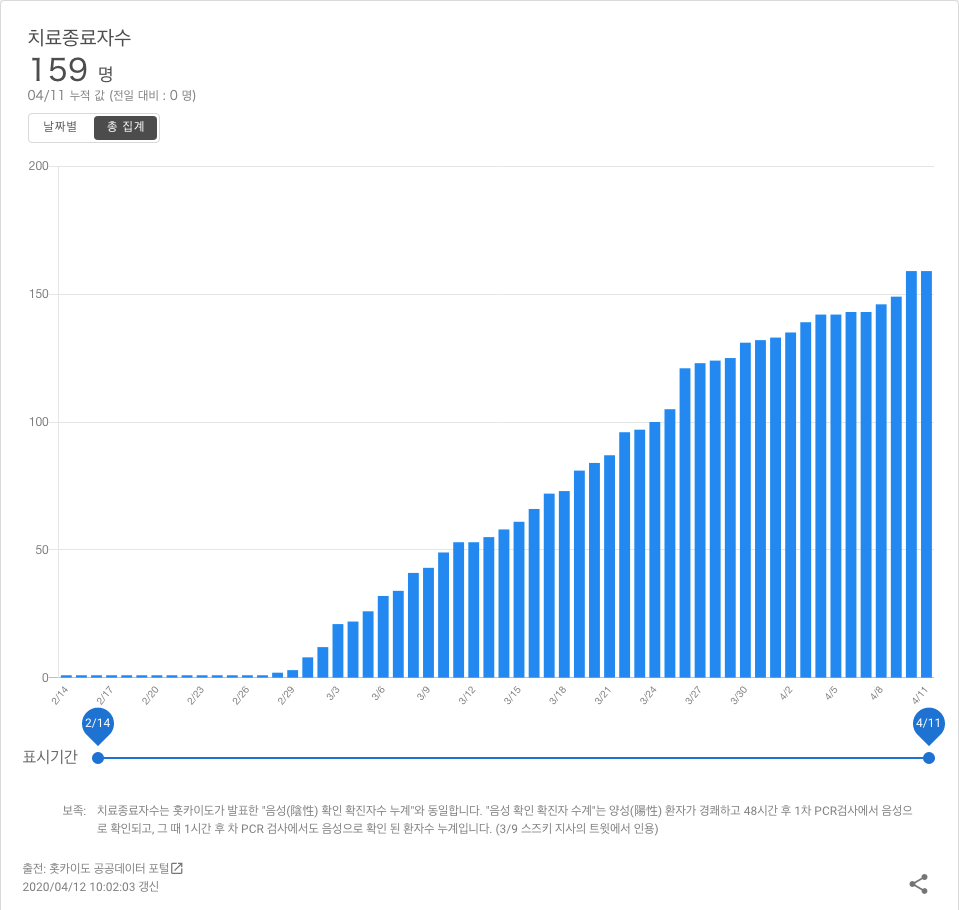 치료종료자수
159 명
04/11 누적 값 (전일 대비 : 0 명)
날짜별 총 집계
200
150
100
50
0
2/14 2/17 2/20 2/23 2/26 2/29 3/3 3/6 3/9 3/12 3/15 3/18 3/21 3/24 3/27 3/30 4/2 4/5 4/8 4/11
2/14 4/11
표시기간
보족: 치료종료자수는 홋카이도가 발표한 "음성(陰性) 확인 확진자수 누계"와 동일합니다. "음성 확인 확진자 수계"는 양성(陽性) 환자가 경쾌하고 48시간 후 1차 PCR검사에서 음성으
로 확인되고, 그 때 1시간 후 차 PCR 검사에서도 음성으로 확인 된 환자수 누계입니다. (3/9 스즈키 지사의 트윗에서 인용)
출전: 홋카이도 공공데이터 포털
2020/04/12 10:02:03 갱신